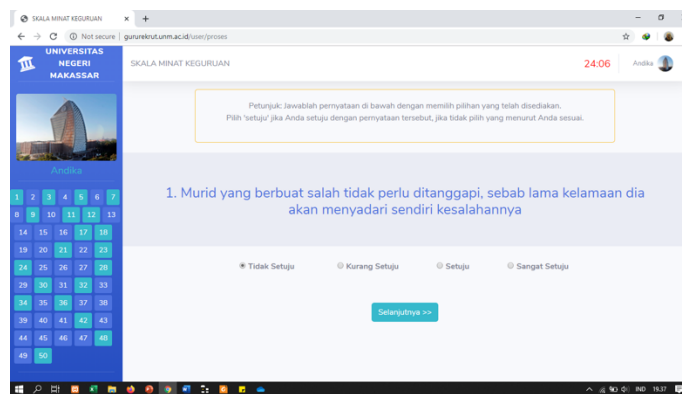 SKALA MINAT KEGURUAN
Not secure | gururekrut.unm.ac.id/user/proses
UNIVERSITAS
NEGERI
MAKASSAR
SKALA MINAT KEGURUAN
24:06
Andika
Petunjuk: Jawablah pernyataan di bawah dengan memilih pilihan yang telah disediakan.
Pilih 'setuju' jika Anda setuju dengan pernyataan tersebut, jika tidak pilih yang menurut Anda sesuai.
Andika
1. Murid yang berbuat salah tidak perlu ditanggapi, sebab lama kelamaan dia
akan menyadari sendiri kesalahannya
1 2 3 4 5 6 7
8 9 10 11 12 13
14 15 16 17 18
19 20 21 22 23
24 25 26 27 28
29 30 31 32 33
34 35 36 37 38
39 40 41 42 43
44 45 46 47 48
49 50
Tidak Setuju Kurang Setuju Setuju Sangat Setuju
Selanjutnya >>
IND 19.37